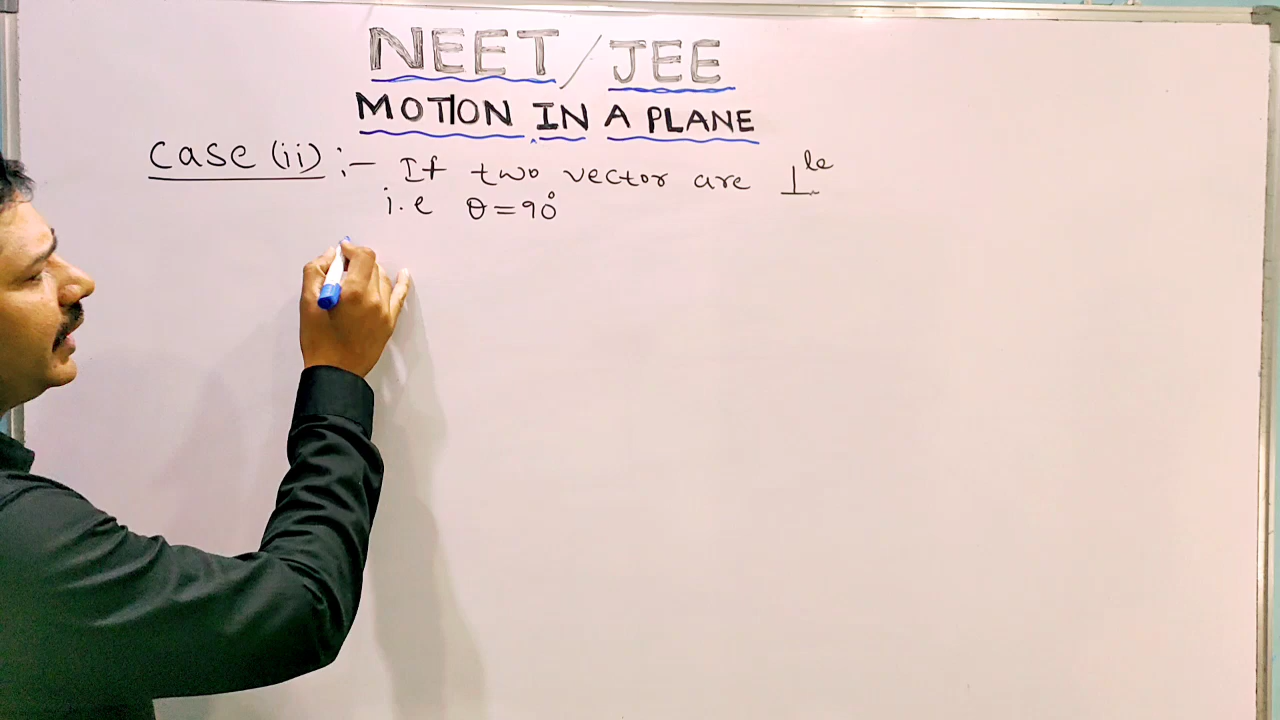 NEET/JEE
MOTION IN A PLANE
Case (ii) :- If two vector are ⊥le
i.e θ=90°